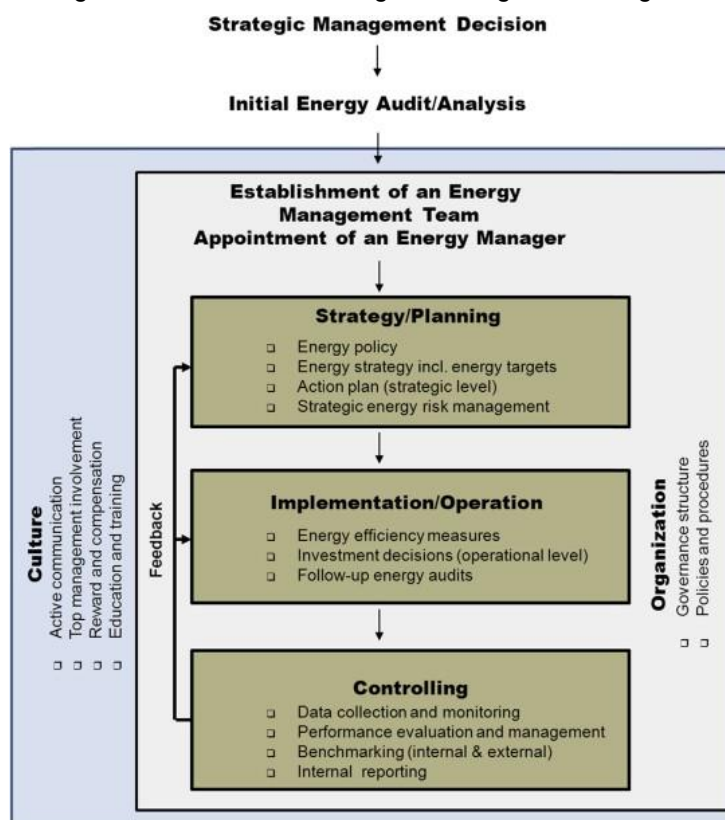 Strategic Management Decision
Initial Energy Audit/Analysis
Establishment of an Energy
Management Team
Appointment of an Energy Manager
Strategy/Planning
Energy policy
Energy strategy incl. energy targets
Action plan (strategic level)
Strategic energy risk management
Implementation/Operation
Energy efficiency measures
Investment decisions (operational level)
Follow-up energy audits
Controlling
Data collection and monitoring
Performance evaluation and management
Benchmarking (internal & external)
Internal reporting
Feedback
Culture
Active communication
Top management involvement
Reward and compensation
Education and training
Organization
Governance structure
Policies and procedures